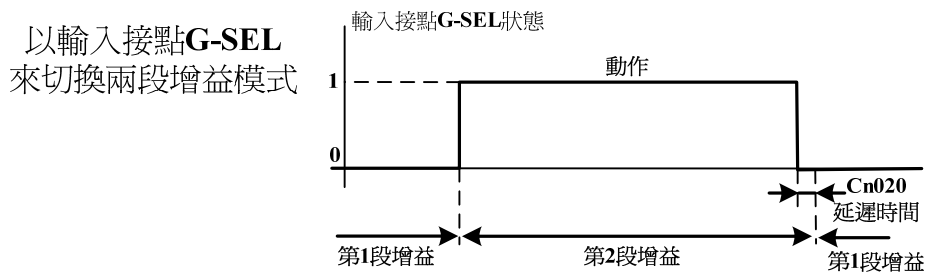 以輸入接點G-SEL
來切換兩段增益模式
輸入接點G-SEL狀態
動作
1
0
Cn020
延遲時間
第1段增益
第2段增益
第1段增益